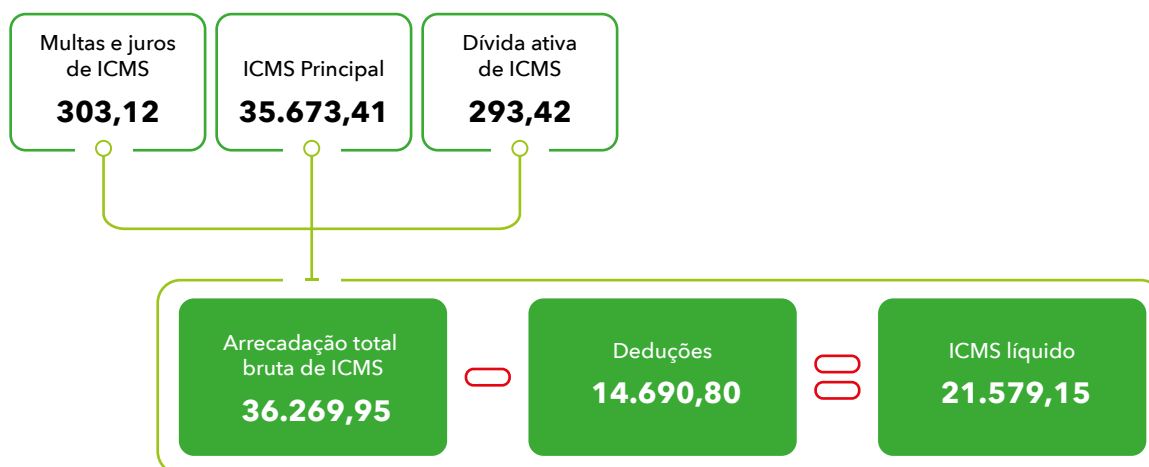 Multas e juros
de ICMS
303,12
ICMS Principal
35.673,41
Dívida ativa
de ICMS
293,42
Arrecadação total
bruta de ICMS
36.269,95
Deduções
14.690,80
ICMS líquido
21.579,15